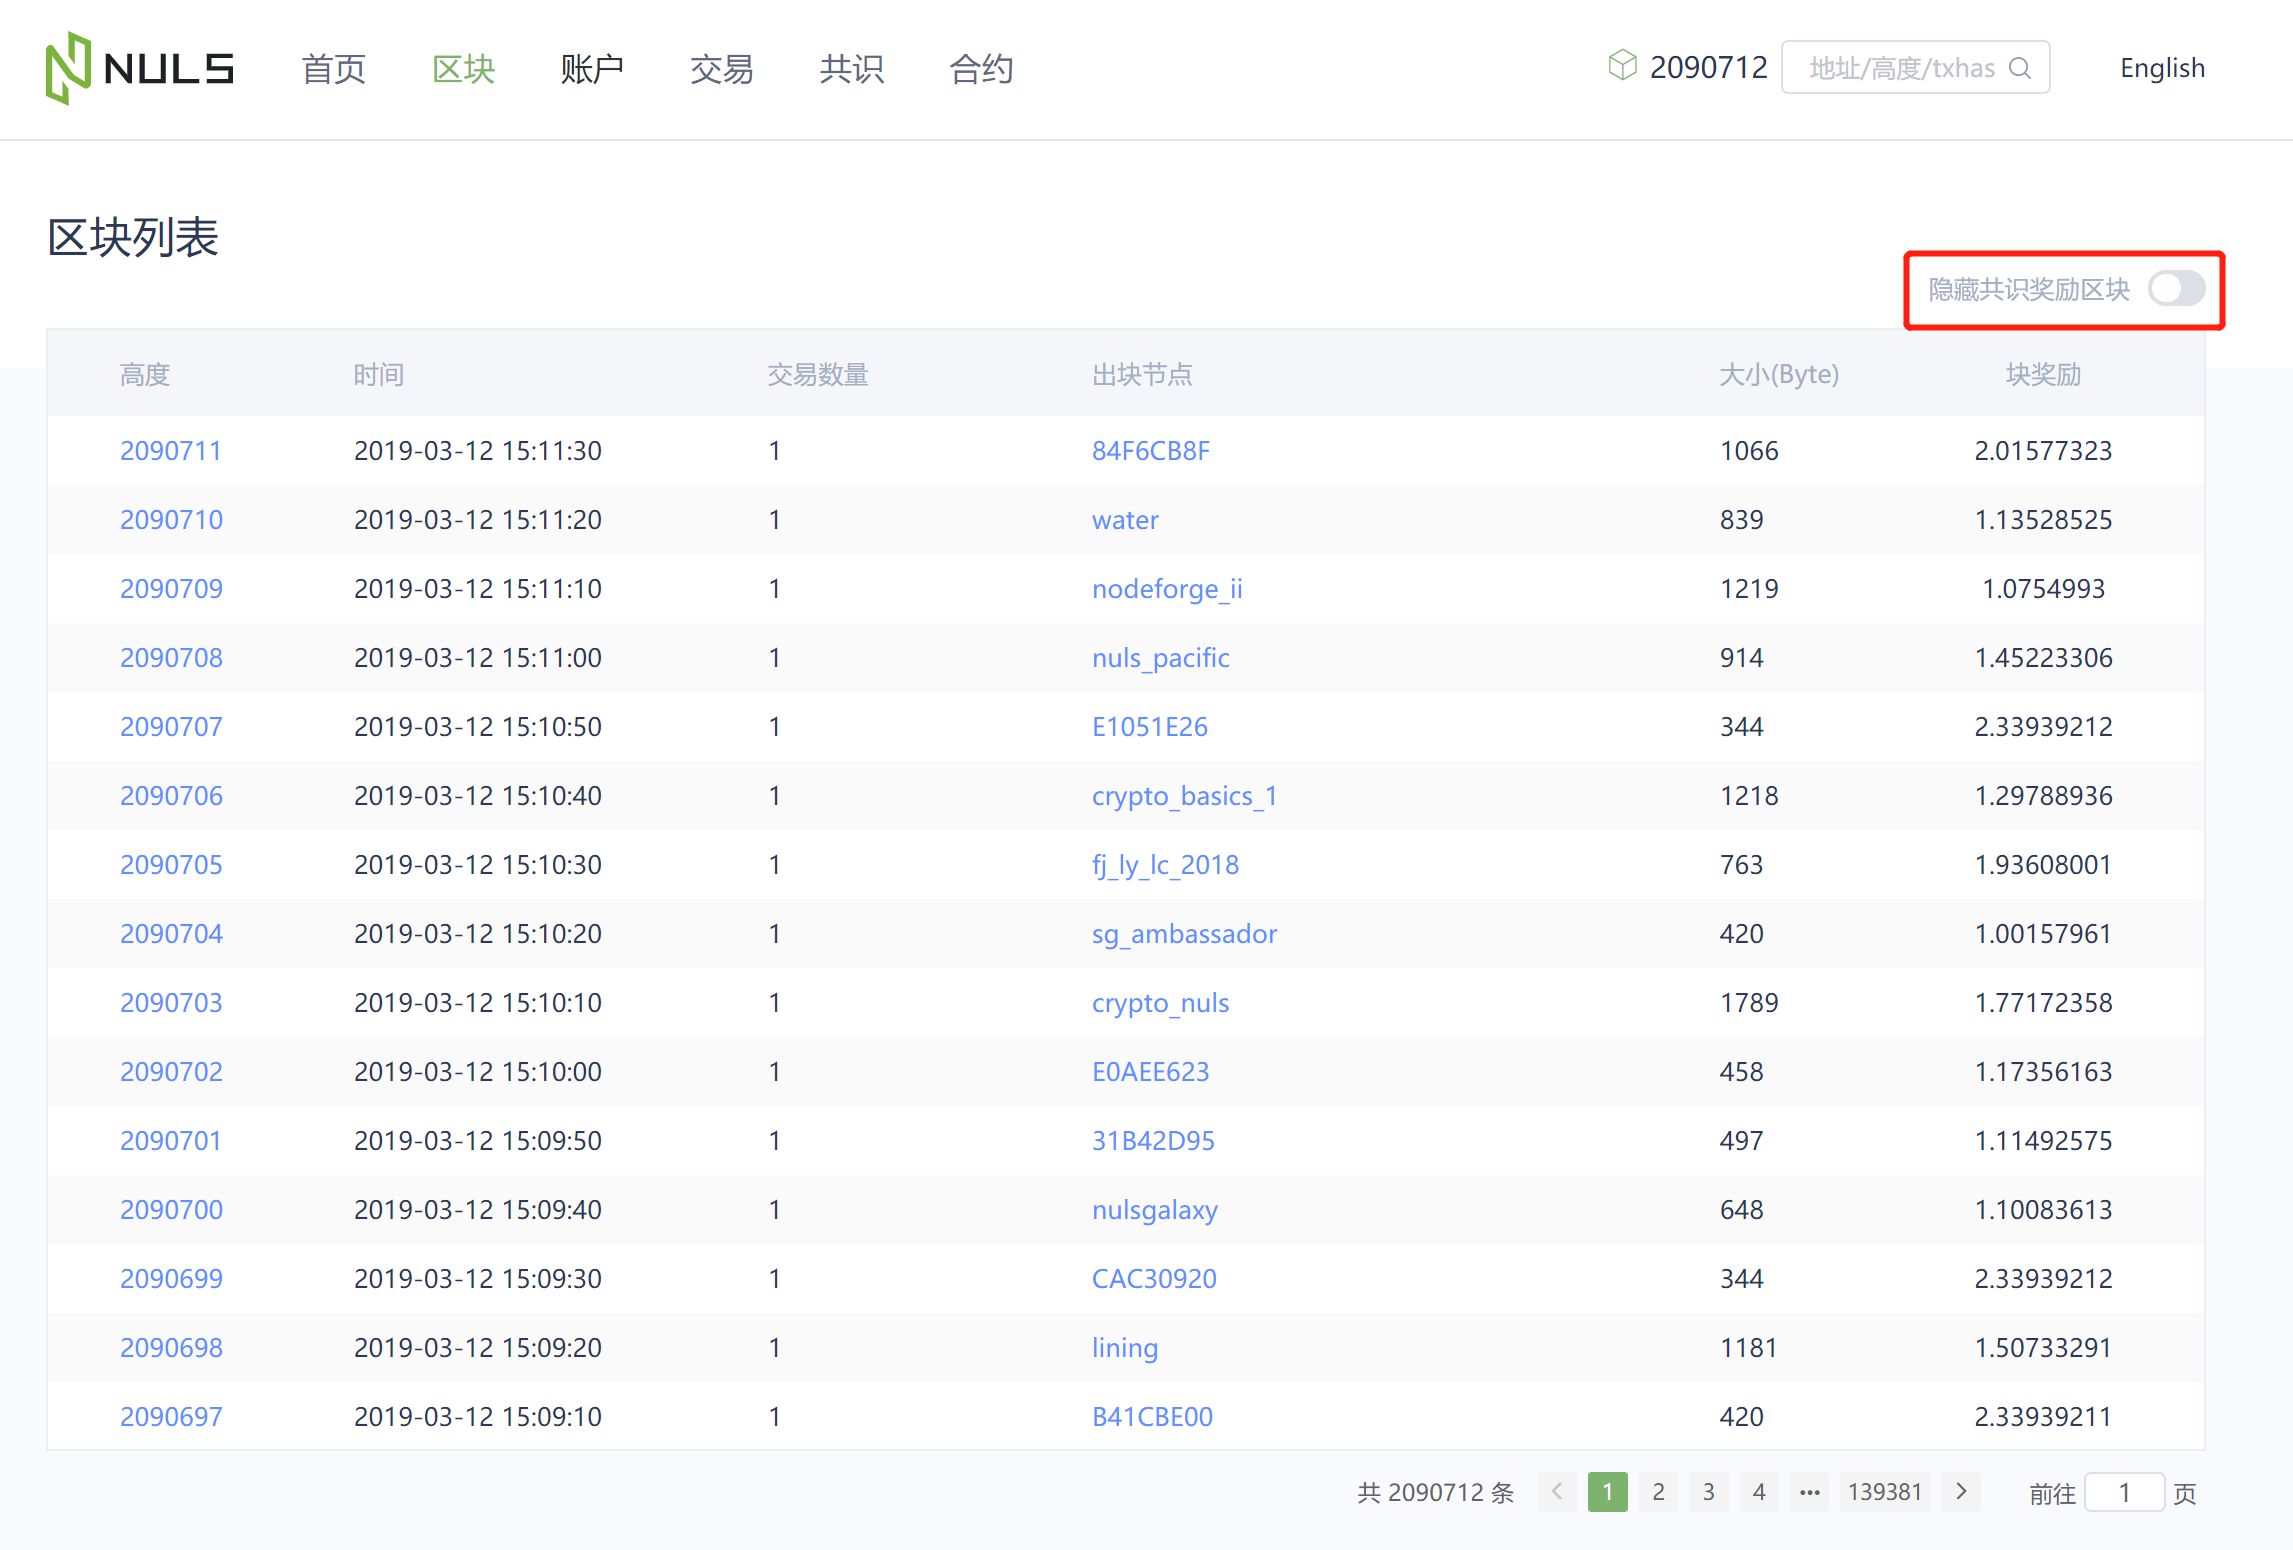 NULS 首页 区块 账户 交易 共识 合约 2090712 地址/高度/txhas English
区块列表
隐藏共识奖励区块
高度 时间 交易数量 出块节点 大小(Byte) 块奖励
2090711 2019-03-12 15:11:30 1 84F6CB8F 1066 2.01577323
2090710 2019-03-12 15:11:20 1 water 839 1.13528525
2090709 2019-03-12 15:11:10 1 nodeforge_ii 1219 1.0754993
2090708 2019-03-12 15:11:00 1 nuls_pacific 914 1.45223306
2090707 2019-03-12 15:10:50 1 E1051E26 344 2.33939212
2090706 2019-03-12 15:10:40 1 crypto_basics_1 1218 1.29788936
2090705 2019-03-12 15:10:30 1 fj_ly_lc_2018 763 1.93608001
2090704 2019-03-12 15:10:20 1 sg_ambassador 420 1.00157961
2090703 2019-03-12 15:10:10 1 crypto_nuls 1789 1.77172358
2090702 2019-03-12 15:10:00 1 E0AEE623 458 1.17356163
2090701 2019-03-12 15:09:50 1 31B42D95 497 1.11492575
2090700 2019-03-12 15:09:40 1 nulsgalaxy 648 1.10083613
2090699 2019-03-12 15:09:30 1 CAC30920 344 2.33939212
2090698 2019-03-12 15:09:20 1 lining 1181 1.50733291
2090697 2019-03-12 15:09:10 1 B41CBE00 420 2.33939211
共 2090712 条 1 2 3 4 ••• 139381 前往 1 页